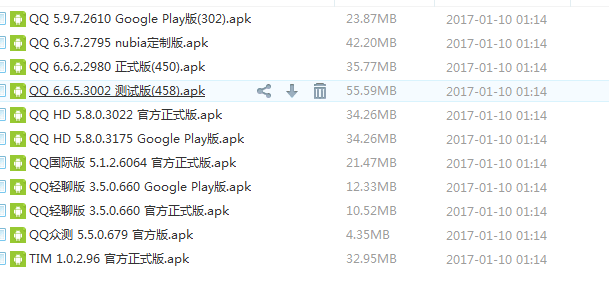 QQ 5.9.7.2610 Google Play版(302).apk 23.87MB 2017-01-10 01:14
QQ 6.3.7.2795 nubia定制版.apk 42.20MB 2017-01-10 01:14
QQ 6.6.2.2980 正式版(450).apk 35.77MB 2017-01-10 01:14
QQ 6.6.5.3002 测试版(458).apk 55.59MB 2017-01-10 01:14
QQ HD 5.8.0.3022 官方正式版.apk 34.26MB 2017-01-10 01:14
QQ HD 5.8.0.3175 Google Play版.apk 34.26MB 2017-01-10 01:14
QQ国际版 5.1.2.6064 官方正式版.apk 21.47MB 2017-01-10 01:14
QQ轻聊版 3.5.0.660 Google Play版.apk 12.33MB 2017-01-10 01:14
QQ轻聊版 3.5.0.660 官方正式版.apk 10.52MB 2017-01-10 01:14
QQ众测 5.5.0.679 官方版.apk 4.35MB 2017-01-10 01:14
TIM 1.0.2.96 官方正式版.apk 32.95MB 2017-01-10 01:14